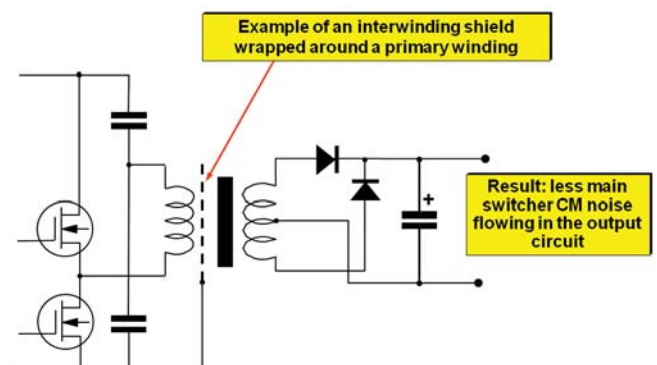 Example of an interwinding shield
wrapped around a primary winding
Result: less main
switcher CM noise
flowing in the output
circuit
+